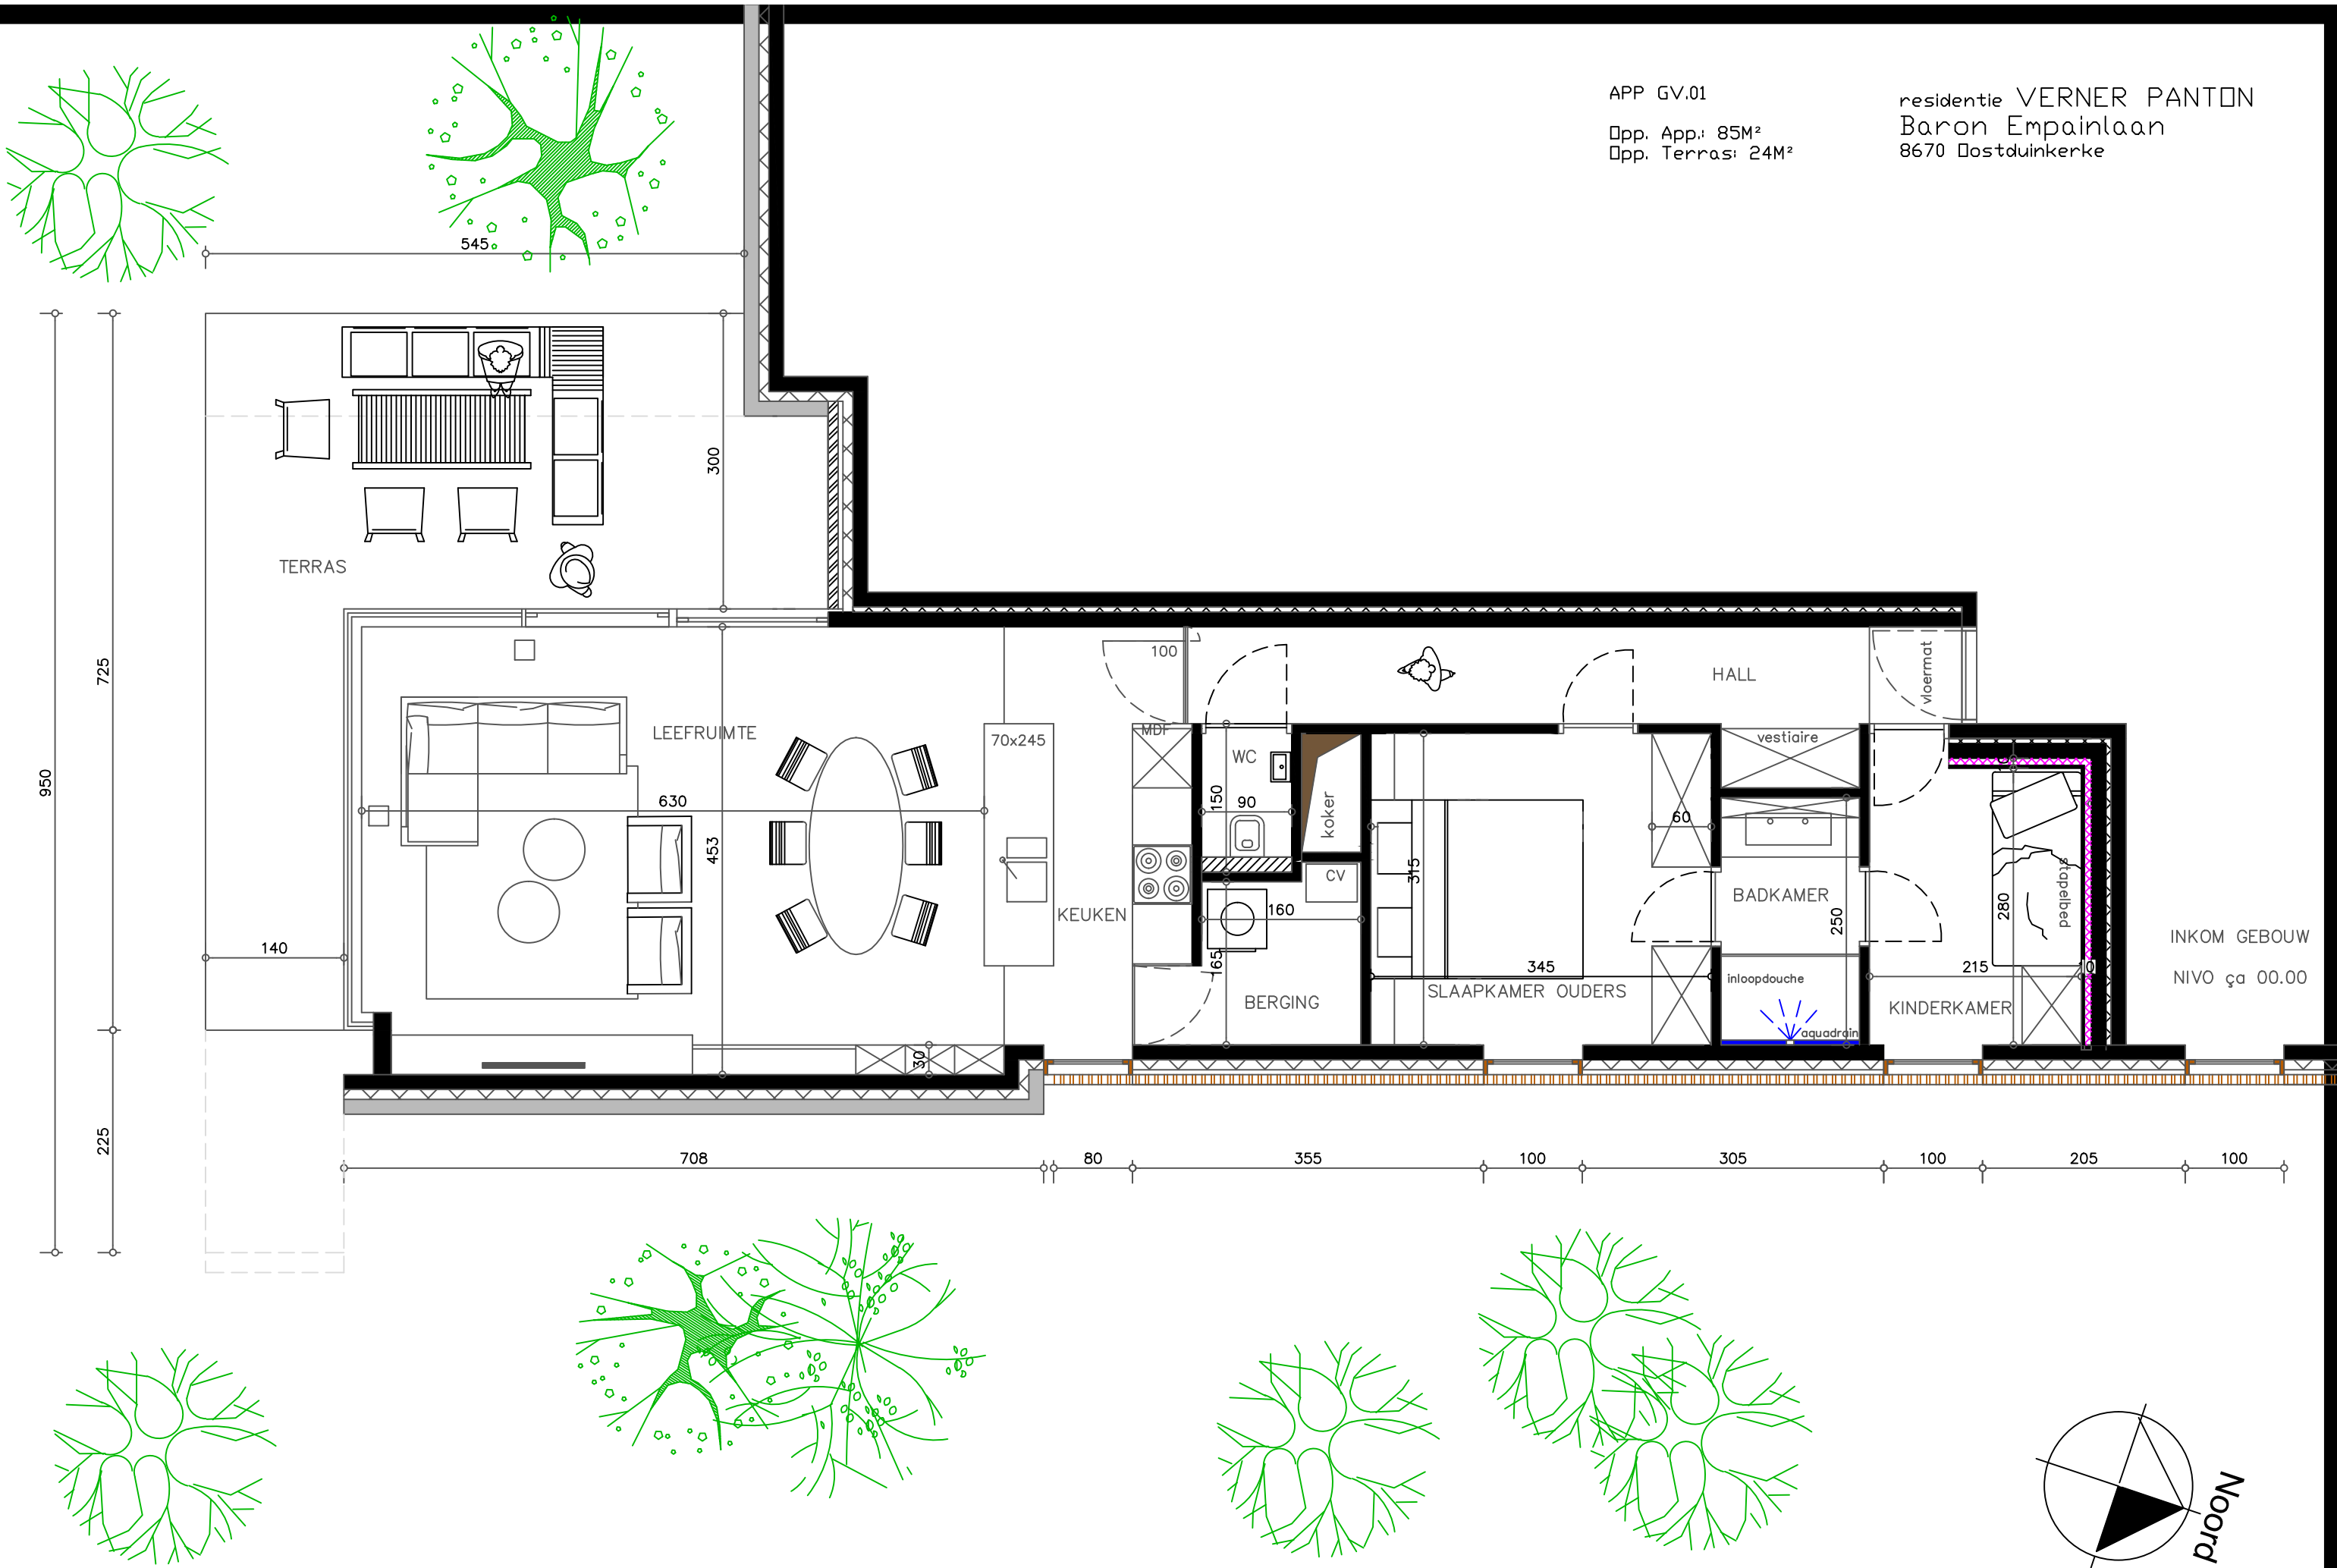 APP GV.01
Opp. App.: 85M²
Opp. Terras: 24M²
residentie VERNER PANTON
Baron Empainlaan
8670 Oostduinkerke
545
300
TERRAS
725
950
225
140
LEEFRUIMTE
630
453
30
70x245
KEUKEN
100
MDF
WC
150
90
koker
CV
160
165
BERGING
315
345
60
SLAAPKAMER OUDERS
HALL
vloermat
vestiaire
BADKAMER
250
inloopdouche
aquadrain
280
stapelbed
215
KINDERKAMER
INKOM GEBOUW
NIVO ça 00.00
708
80
355
100
305
100
205
100
Noord